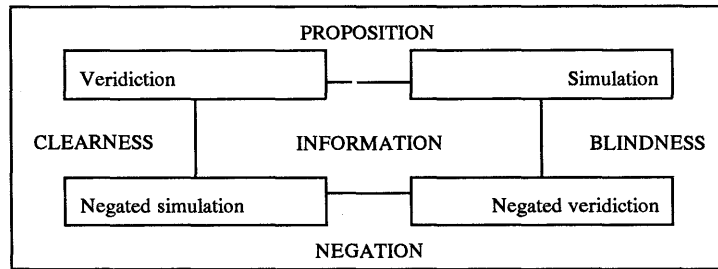 PROPOSITION
Veridiction Simulation
CLEARNESS INFORMATION BLINDNESS
Negated simulation Negated veridiction
NEGATION